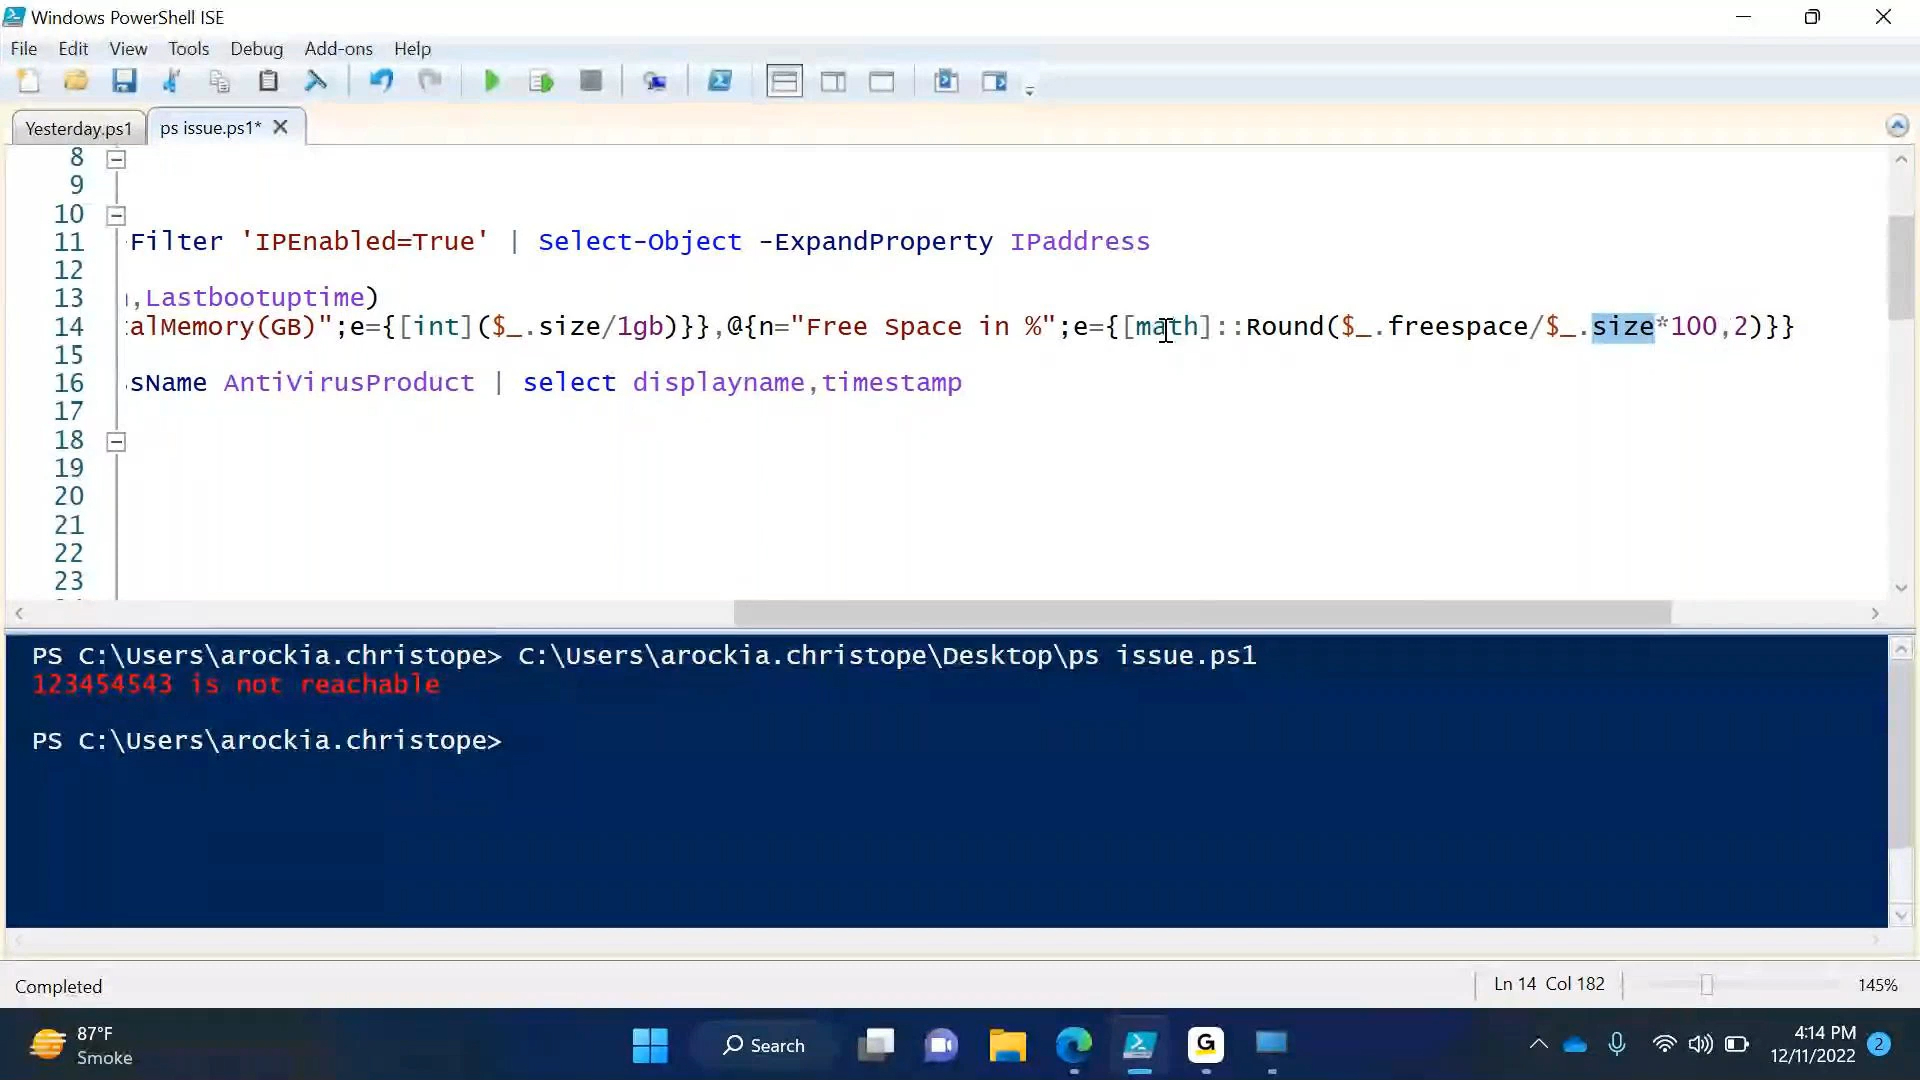 Windows PowerShell ISE
File Edit View Tools Debug Add-ons Help
Yesterday.ps1 ps issue.ps1*
8
9
10
11 Filter 'IPEnabled=True' | Select-Object -ExpandProperty IPaddress
12
13 ,Lastbootuptime)
14 talMemory(GB)";e={[int]($_.size/1gb)}},@{n="Free Space in %";e={[math]::Round($_.freespace/$_.size*100,2)}}
15
16 sName AntiVirusProduct | select displayname,timestamp
17
18
19
20
21
22
23
PS C:\Users\arockia.christope> C:\Users\arockia.christope\Desktop\ps issue.ps1
123454543 is not reachable
PS C:\Users\arockia.christope>
Completed
Ln 14 Col 182
145%
87°F
Smoke
Search
G
4:14 PM
12/11/2022
2